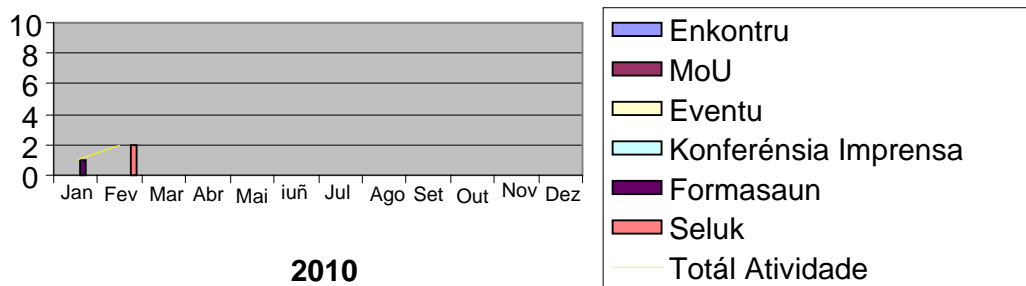 10
8
6
4
2
0
Jan Fev Mar Abr Mai iuñ Jul Ago Set Out Nov Dez
2010
Enkontru
MoU
Eventu
Konferénsia Imprensa
Formasaun
Seluk
Totál Atividade